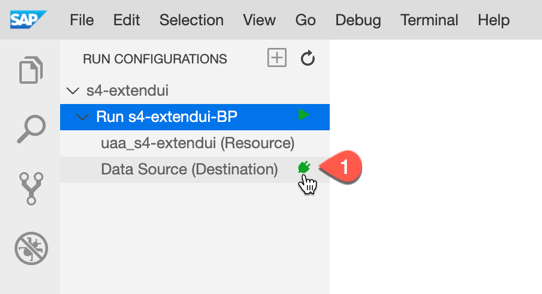 SAP File Edit Selection View Go Debug Terminal Help
RUN CONFIGURATIONS
s4-extendui
Run s4-extendui-BP
uaa_s4-extendui (Resource)
Data Source (Destination) 1